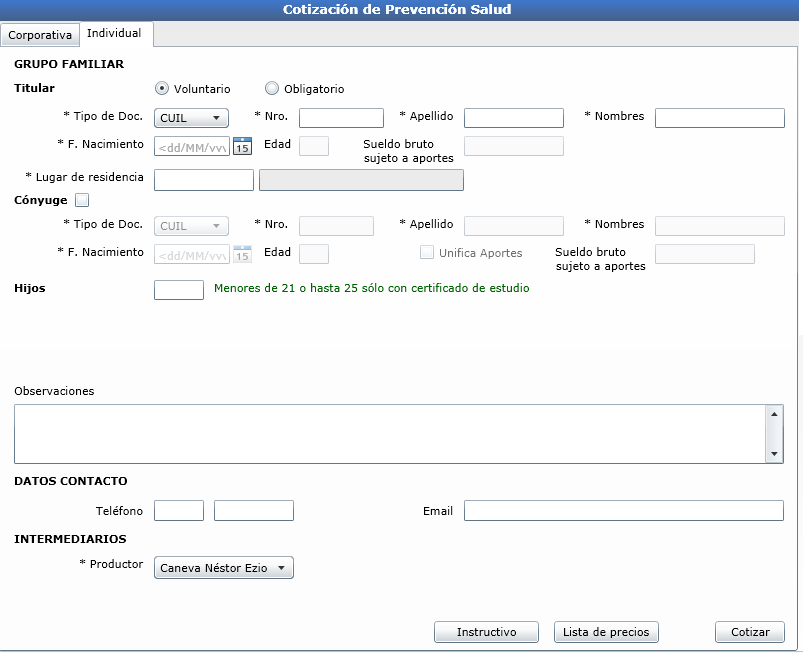 Cotización de Prevención Salud
Corporativa Individual
GRUPO FAMILIAR
Titular Voluntario Obligatorio
* Tipo de Doc. CUIL * Nro. * Apellido * Nombres
* F. Nacimiento <dd/MM/yyy 15 Edad Sueldo bruto
sujeto a aportes
* Lugar de residencia
Cónyuge
* Tipo de Doc. CUIL * Nro. * Apellido * Nombres
* F. Nacimiento <dd/MM/yyy 15 Edad Unifica Aportes Sueldo bruto
sujeto a aportes
Hijos Menores de 21 o hasta 25 sólo con certificado de estudio
Observaciones
DATOS CONTACTO
Teléfono Email
INTERMEDIARIOS
* Productor Caneva Néstor Ezio
Instructivo Lista de precios Cotizar